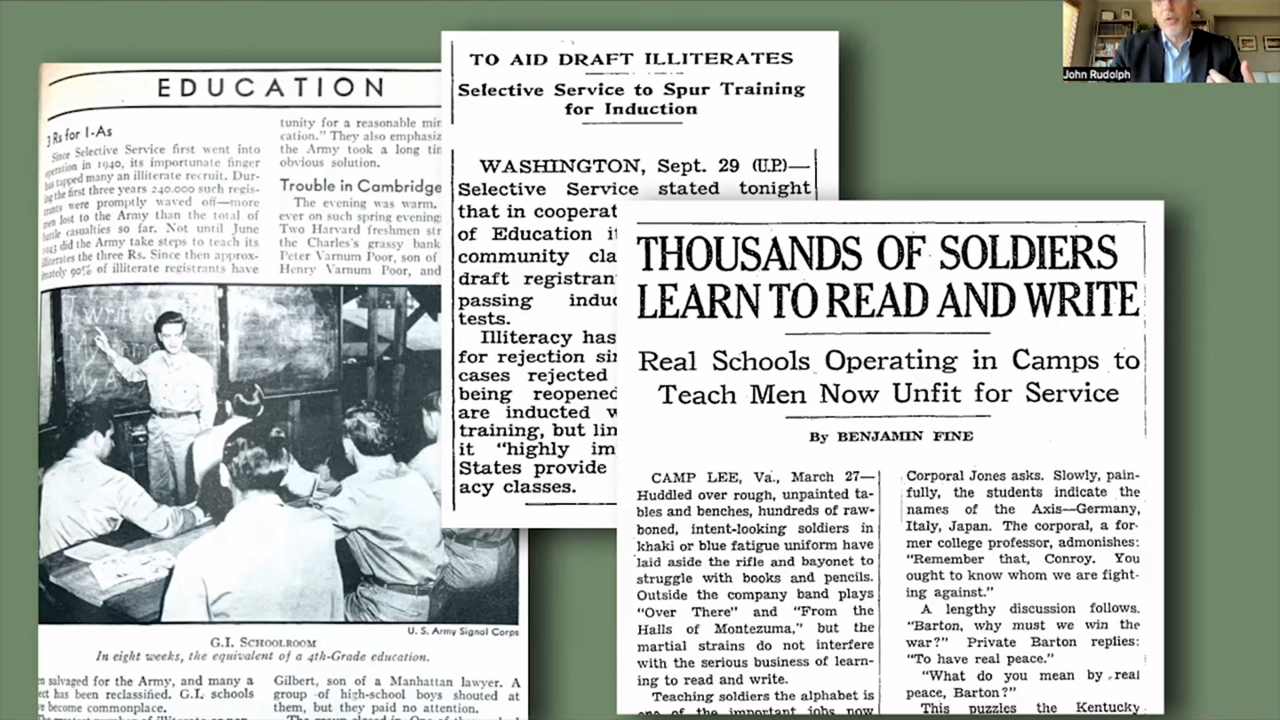 John Rudolph
EDUCATION
3 Rs for I-As
Since Selective Service first went into
operation in 1940, its importunate finger
has tapped many an illiterate recruit. Dur-
ing the first three years 240,000 such regis-
trants were promptly waved off—more
men lost to the Army than the total of
battle casualties so far. Not until June
1943 did the Army take steps to teach its
illiterates the three Rs. Since then approx-
imately 90% of illiterate registrants have
tunity for a reasonable
cation." They also
the Army took a long
obvious solution.
Trouble in Cambridge
The evening was warm.
ever on such spring evening
Two Harvard freshmen
the Charles's grassy bank
Peter Varnum Poor, son of
Henry Varnum Poor, and
I
My
My A
U. S. Army Signal Corps
G.I. SCHOOLROOM
In eight weeks, the equivalent of a 4th-Grade education.
salvaged for the Army, and many a
has been reclassified. G.I. schools
become commonplace.
Gilbert, son of a Manhattan lawyer. A
group of high-school boys shouted at
them, but they paid no attention.
TO AID DRAFT ILLITERATES
Selective Service to Spur Training
for Induction
WASHINGTON, Sept. 29 (U.P.)—
Selective Service stated tonight
that in cooperat
of Education it
community cla
draft registran
passing induc
tests.
Illiteracy has
for rejection si
cases rejected
being reopened
are inducted w
training, but lin
it "highly im
States provide
acy classes.
THOUSANDS OF SOLDIERS
LEARN TO READ AND WRITE
Real Schools Operating in Camps to
Teach Men Now Unfit for Service
By BENJAMIN FINE
CAMP LEE, Va., March 27—
Huddled over rough, unpainted ta-
bles and benches, hundreds of raw-
boned, intent-looking soldiers in
khaki or blue fatigue uniform have
laid aside the rifle and bayonet to
struggle with books and pencils.
Outside the company band plays
"Over There" and "From the
Halls of Montezuma," but the
martial strains do not interfere
with the serious business of learn-
ing to read and write.
Teaching soldiers the alphabet is
one of the important jobs now
Corporal Jones asks. Slowly, pain-
fully, the students indicate the
names of the Axis—Germany,
Italy, Japan. The corporal, a for-
mer college professor, admonishes:
"Remember that, Conroy. You
ought to know whom we are fight-
ing against."
A lengthy discussion follows.
"Barton, why must we win the
war?" Private Barton replies:
"To have real peace."
"What do you mean by real
peace, Barton?"
This puzzles the Kentucky